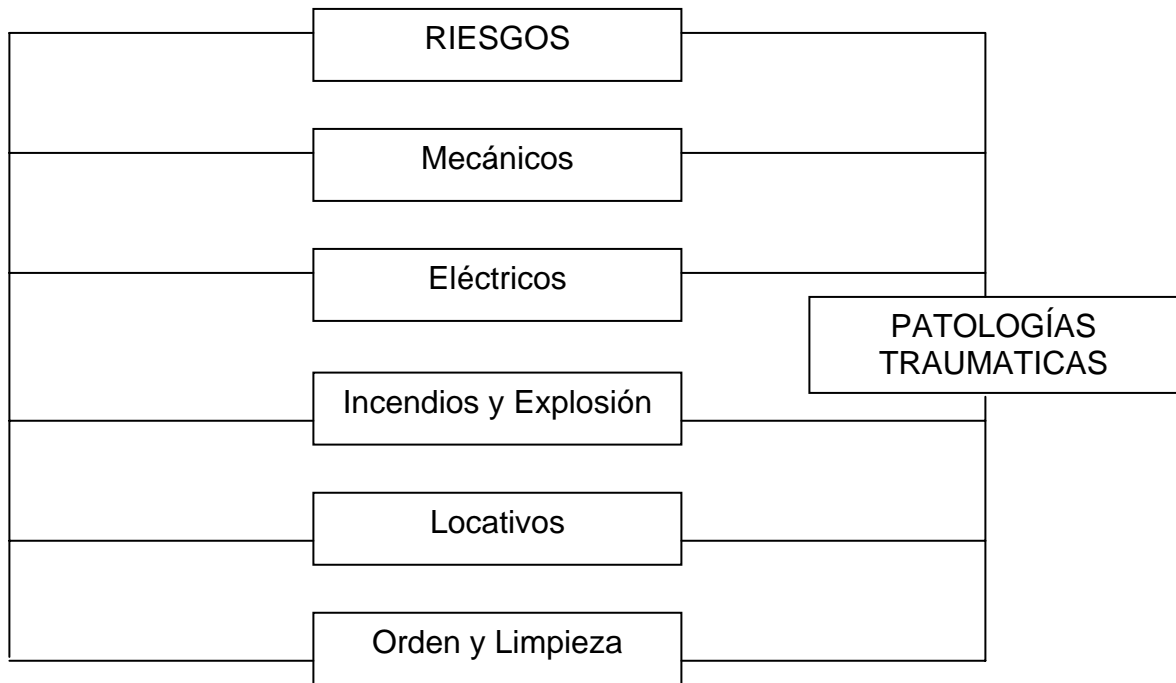 RIESGOS
Mecánicos
Eléctricos
PATOLOGÍAS
TRAUMATICAS
Incendios y Explosión
Locativos
Orden y Limpieza